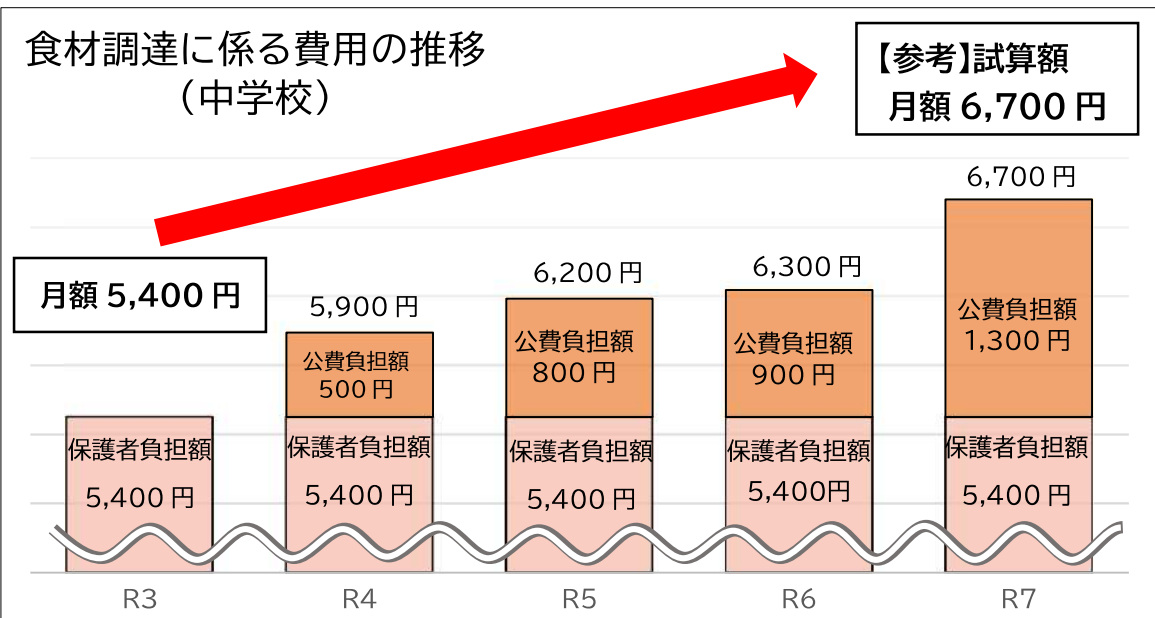 食材調達に係る費用の推移
（中学校）
【参考】試算額
月額 6,700 円
月額 5,400 円
保護者負担額
5,400 円
R3
5,900 円
公費負担額
500 円
保護者負担額
5,400 円
R4
6,200 円
公費負担額
800 円
保護者負担額
5,400 円
R5
6,300 円
公費負担額
900 円
保護者負担額
5,400円
R6
6,700 円
公費負担額
1,300 円
保護者負担額
5,400 円
R7